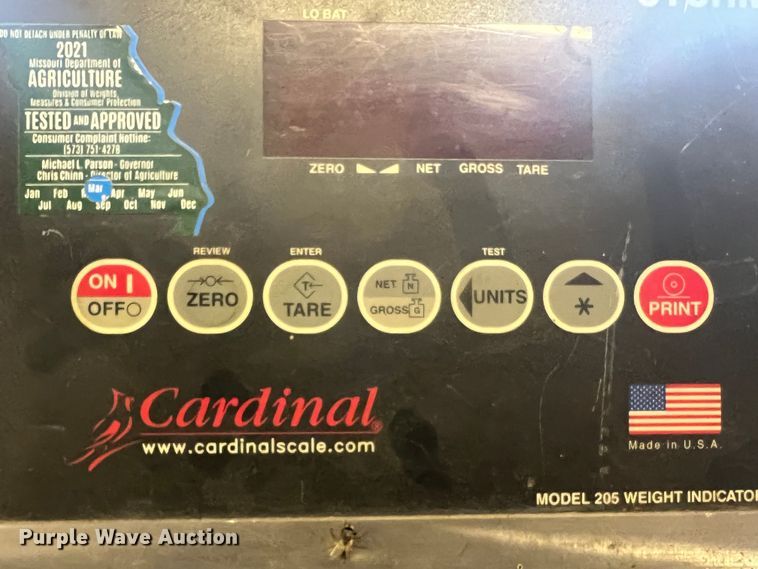 LO BAT
DO NOT DETACH UNDER PENALTY OF LAW
2021
Missouri Department of
AGRICULTURE
Division of Weights,
Measures & Consumer Protection
TESTED AND APPROVED
Consumer Complaint Hotline:
(573) 751-4278
Michael L. Parson - Governor
Chris Chinn - Director of Agriculture
Jan Feb Mar Apr May Jun
Jul Aug Sep Oct Nov Dec
ZERO NET GROSS TARE
REVIEW ENTER TEST
ON I
OFF O
ZERO
T
TARE
NET N
GROSS G
UNITS
*
PRINT
Cardinal®
www.cardinalscale.com
Made in U.S.A.
MODEL 205 WEIGHT INDICATOR
Purple Wave Auction